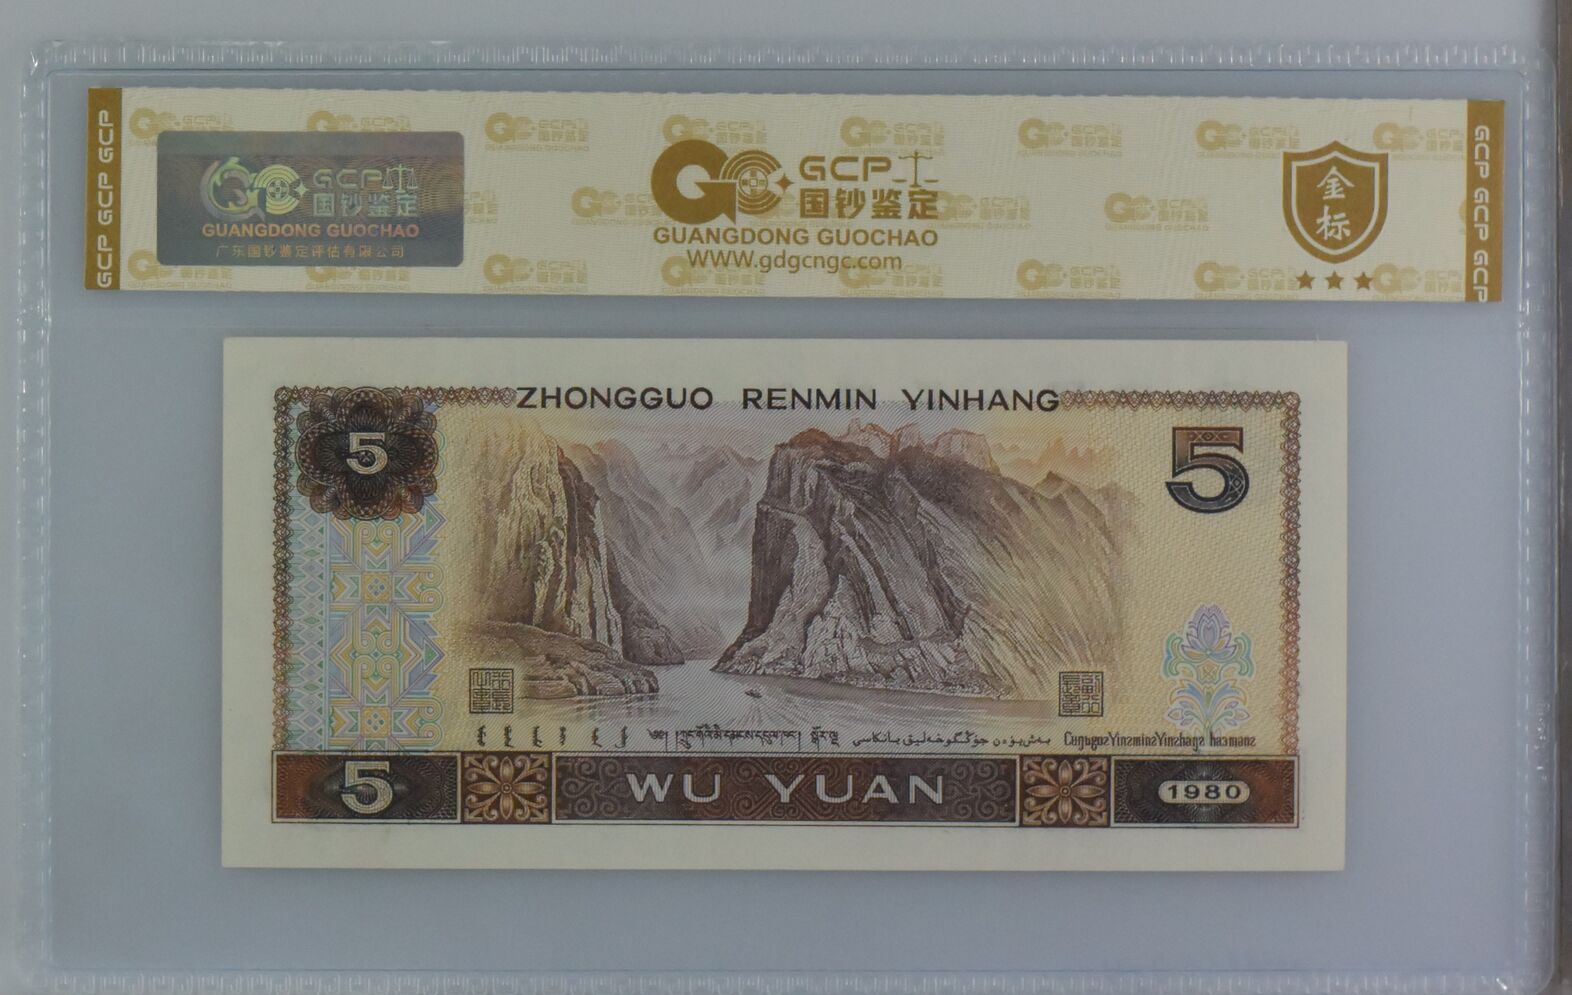 GCP GCP GCP
GCP
国钞鉴定
GUANGDONG GUOCHAO
广东国钞鉴定评估有限公司
GCP
国钞鉴定
GUANGDONG GUOCHAO
WWW.gdgcngc.com
金标
GCP GCP GCP
ZHONGGUO RENMIN YINHANG
5
5
5
WU YUAN
1980